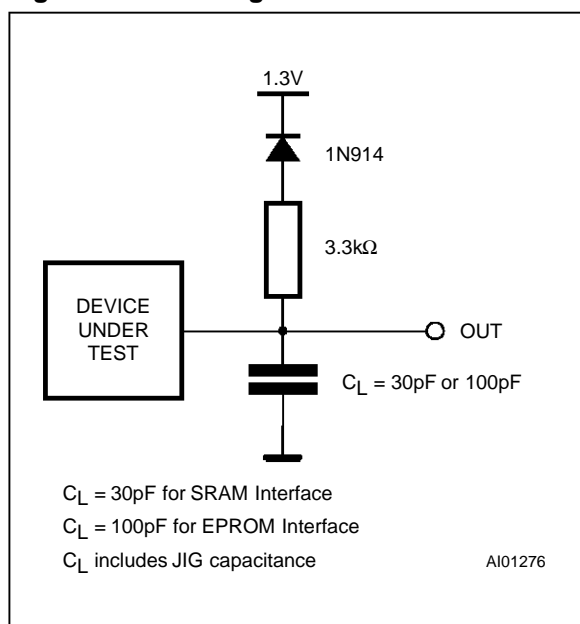 1.3V
1N914
3.3kΩ
DEVICE
UNDER
TEST
OUT
CL = 30pF or 100pF
CL = 30pF for SRAM Interface
CL = 100pF for EPROM Interface
CL includes JIG capacitance
AI01276